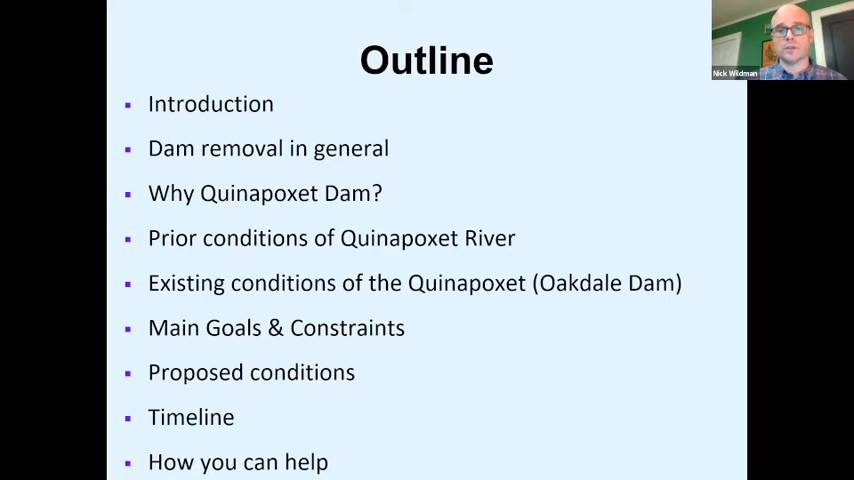 Outline
Nick Wildman
Introduction
Dam removal in general
Why Quinapoxet Dam?
Prior conditions of Quinapoxet River
Existing conditions of the Quinapoxet (Oakdale Dam)
Main Goals & Constraints
Proposed conditions
Timeline
How you can help